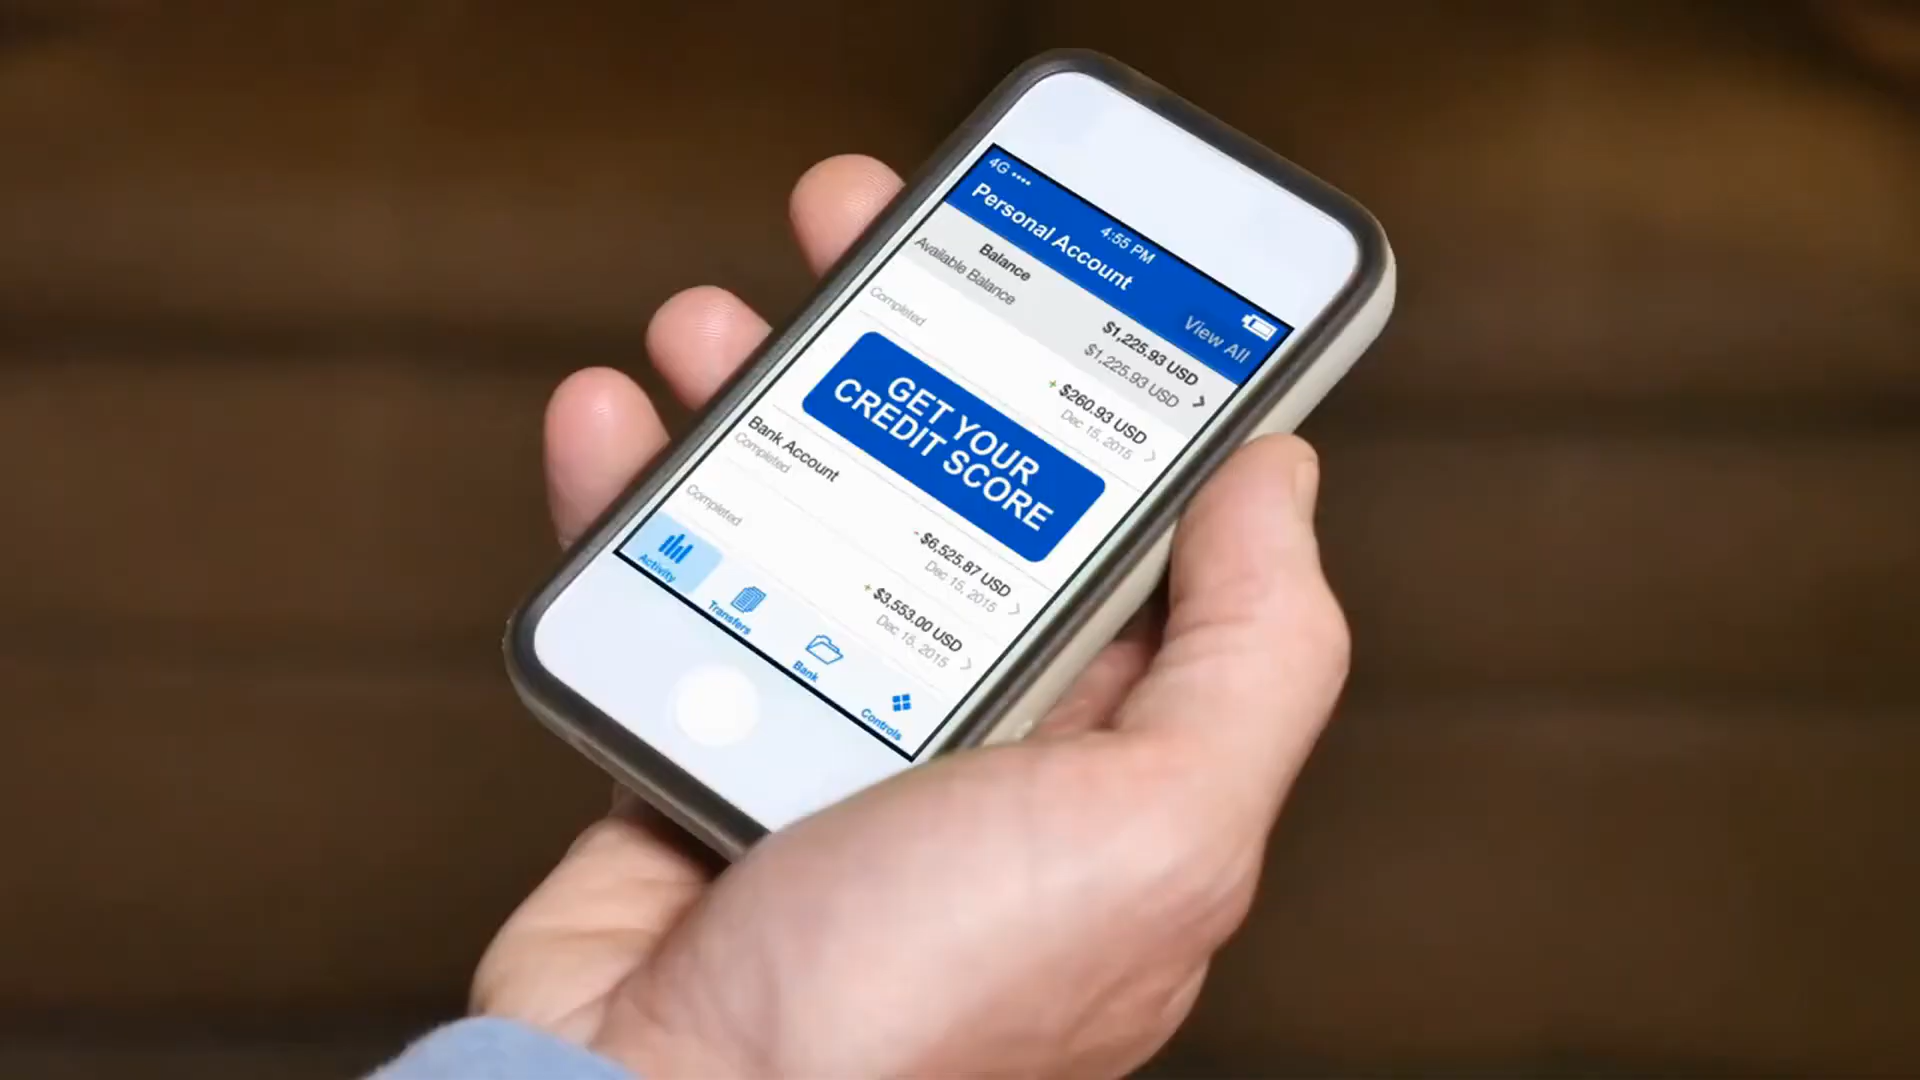 4G ••••
4:55 PM
Personal Account
View All
Balance
$1,225.93 USD
Available Balance
$1,225.93 USD
Completed
+ $260.93 USD
Dec 15, 2015
GET YOUR
CREDIT SCORE
Bank Account
- $6,525.87 USD
Completed
Dec 15, 2015
+ $3,553.00 USD
Completed
Dec 15, 2015
Activity
Transfers
Bank
Controls